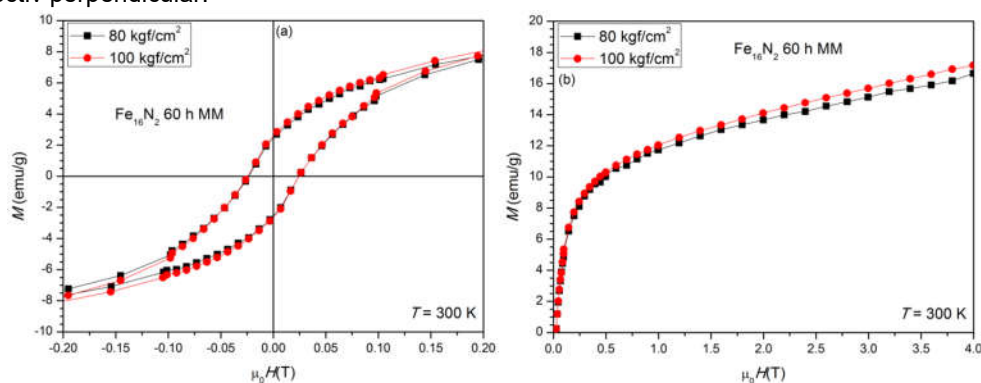 ectiv perpendicular.
80 kgf/cm²
100 kgf/cm²
(a)
Fe₁₆N₂ 60 h MM
T = 300 K
M (emu/g)
8
6
4
2
0
-2
-4
-6
-8
-10
-0.20 -0.15 -0.10 -0.05 0.00 0.05 0.10 0.15 0.20
μ₀H(T)
80 kgf/cm²
100 kgf/cm²
(b)
Fe₁₆N₂ 60 h MM
T = 300 K
M (emu/g)
20
18
16
14
12
10
8
6
4
2
0
0.0 0.5 1.0 1.5 2.0 2.5 3.0 3.5 4.0
μ₀H(T)